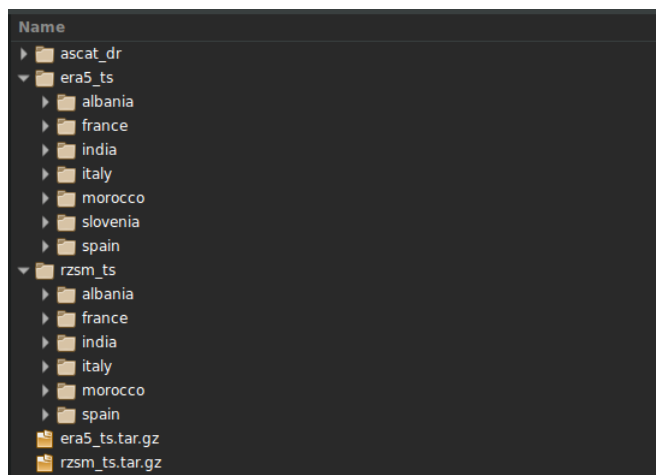 Name
ascat_dr
era5_ts
albania
france
india
italy
morocco
slovenia
spain
rzsm_ts
albania
france
india
italy
morocco
spain
era5_ts.tar.gz
rzsm_ts.tar.gz